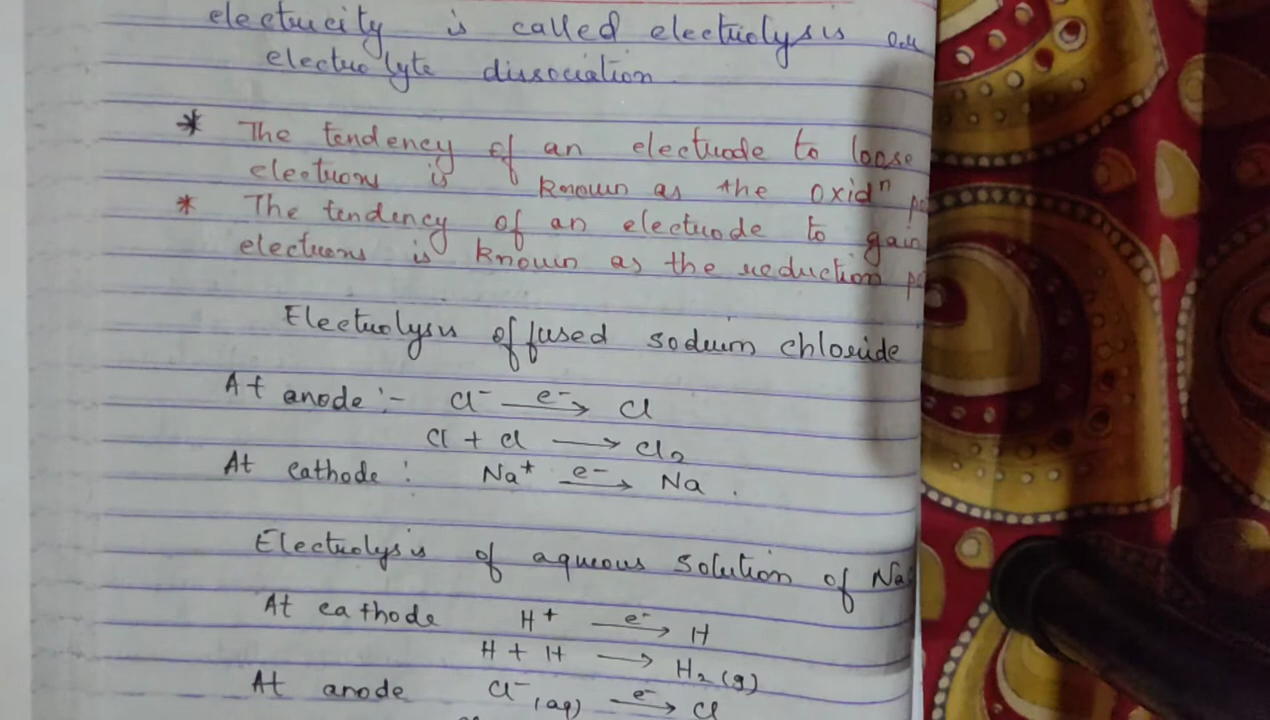 electricity is called electrolysis
electrolyte dissociation.
* The tendency of an electrode to loose
electrons is known as the oxidⁿ
* The tendency of an electrode to gain
electrons is known as the reduction
Electrolysis of fused sodium chloride
At anode :- Cl⁻ —e⁻→ Cl
Cl + Cl ⟶ Cl₂
At cathode : Na⁺ —e⁻→ Na .
Electrolysis of aqueous solution of
At cathode H⁺ —e⁻→ H
H + H ⟶ H₂(g)
At anode Cl⁻(aq) —e⁻→ Cl